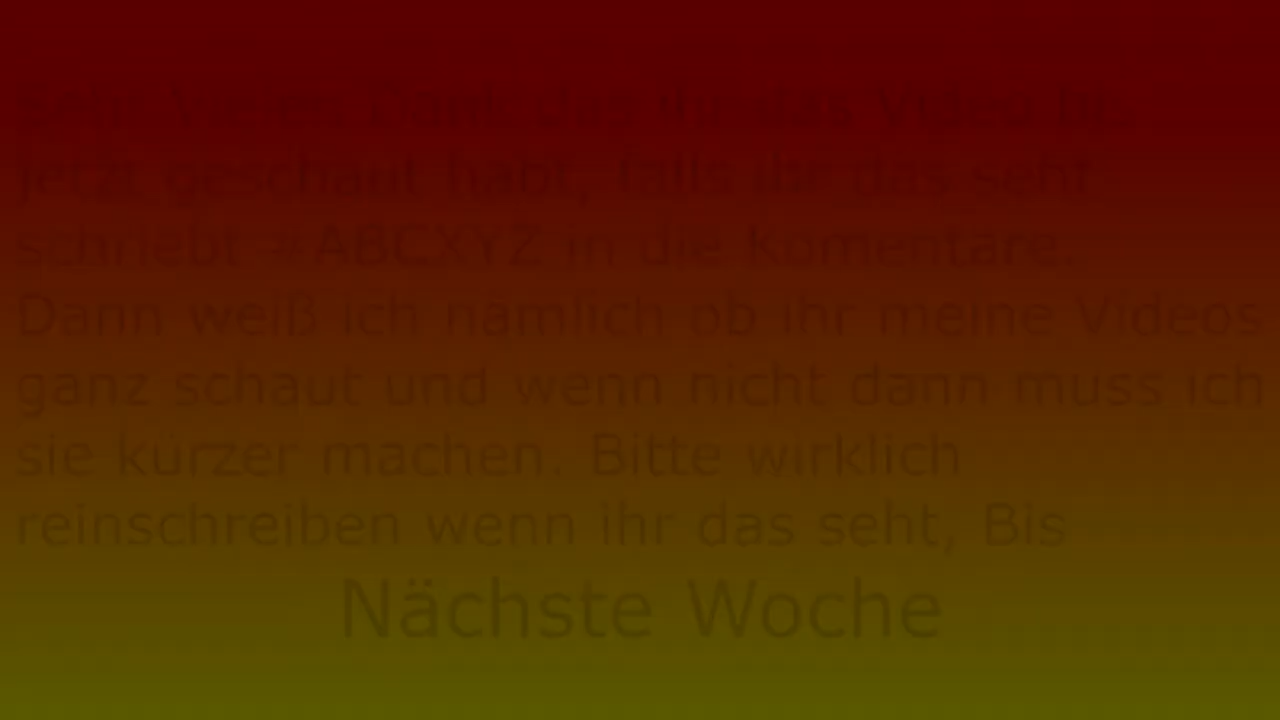 Sehr Vielen Dank das ihr das Video bis
jetzt geschaut habt, falls ihr das seht
schriebt #ABCXYZ in die Komentäre.
Dann weiß ich nämlich ob ihr meine Videos
ganz schaut und wenn nicht dann muss ich
sie kürzer machen. Bitte wirklich
reinschreiben wenn ihr das seht, Bis
Nächste Woche